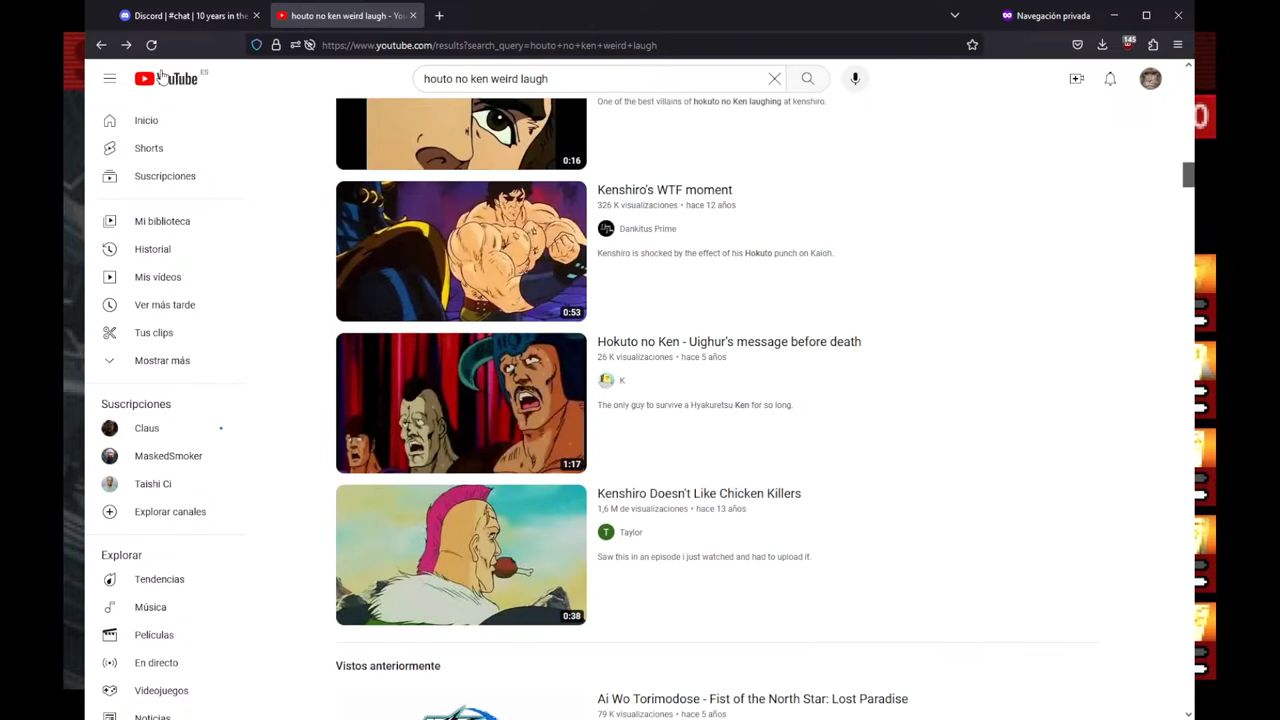 Discord | #chat | 10 years in the
houto no ken weird laugh - You
Navegación privada
https://www.youtube.com/results?search_query=houto+no+ken+weird+laugh
145
YouTube ES
houto no ken weird laugh
Inicio
Shorts
Suscripciones
Mi biblioteca
Historial
Mis vídeos
Ver más tarde
Tus clips
Mostrar más
Suscripciones
Claus
MaskedSmoker
Taishi Ci
Explorar canales
Explorar
Tendencias
Música
Películas
En directo
Videojuegos
Noticias
One of the best villains of hokuto no Ken laughing at kenshiro.
0:16
Kenshiro's WTF moment
326 K visualizaciones • hace 12 años
Dankitus Prime
Kenshiro is shocked by the effect of his Hokuto punch on Kaioh.
0:53
Hokuto no Ken - Uighur's message before death
26 K visualizaciones • hace 5 años
K
The only guy to survive a Hyakuretsu Ken for so long.
1:17
Kenshiro Doesn't Like Chicken Killers
1,6 M de visualizaciones • hace 13 años
T
Taylor
Saw this in an episode i just watched and had to upload it.
0:38
Vistos anteriormente
Ai Wo Torimodose - Fist of the North Star: Lost Paradise
79 K visualizaciones • hace 5 años